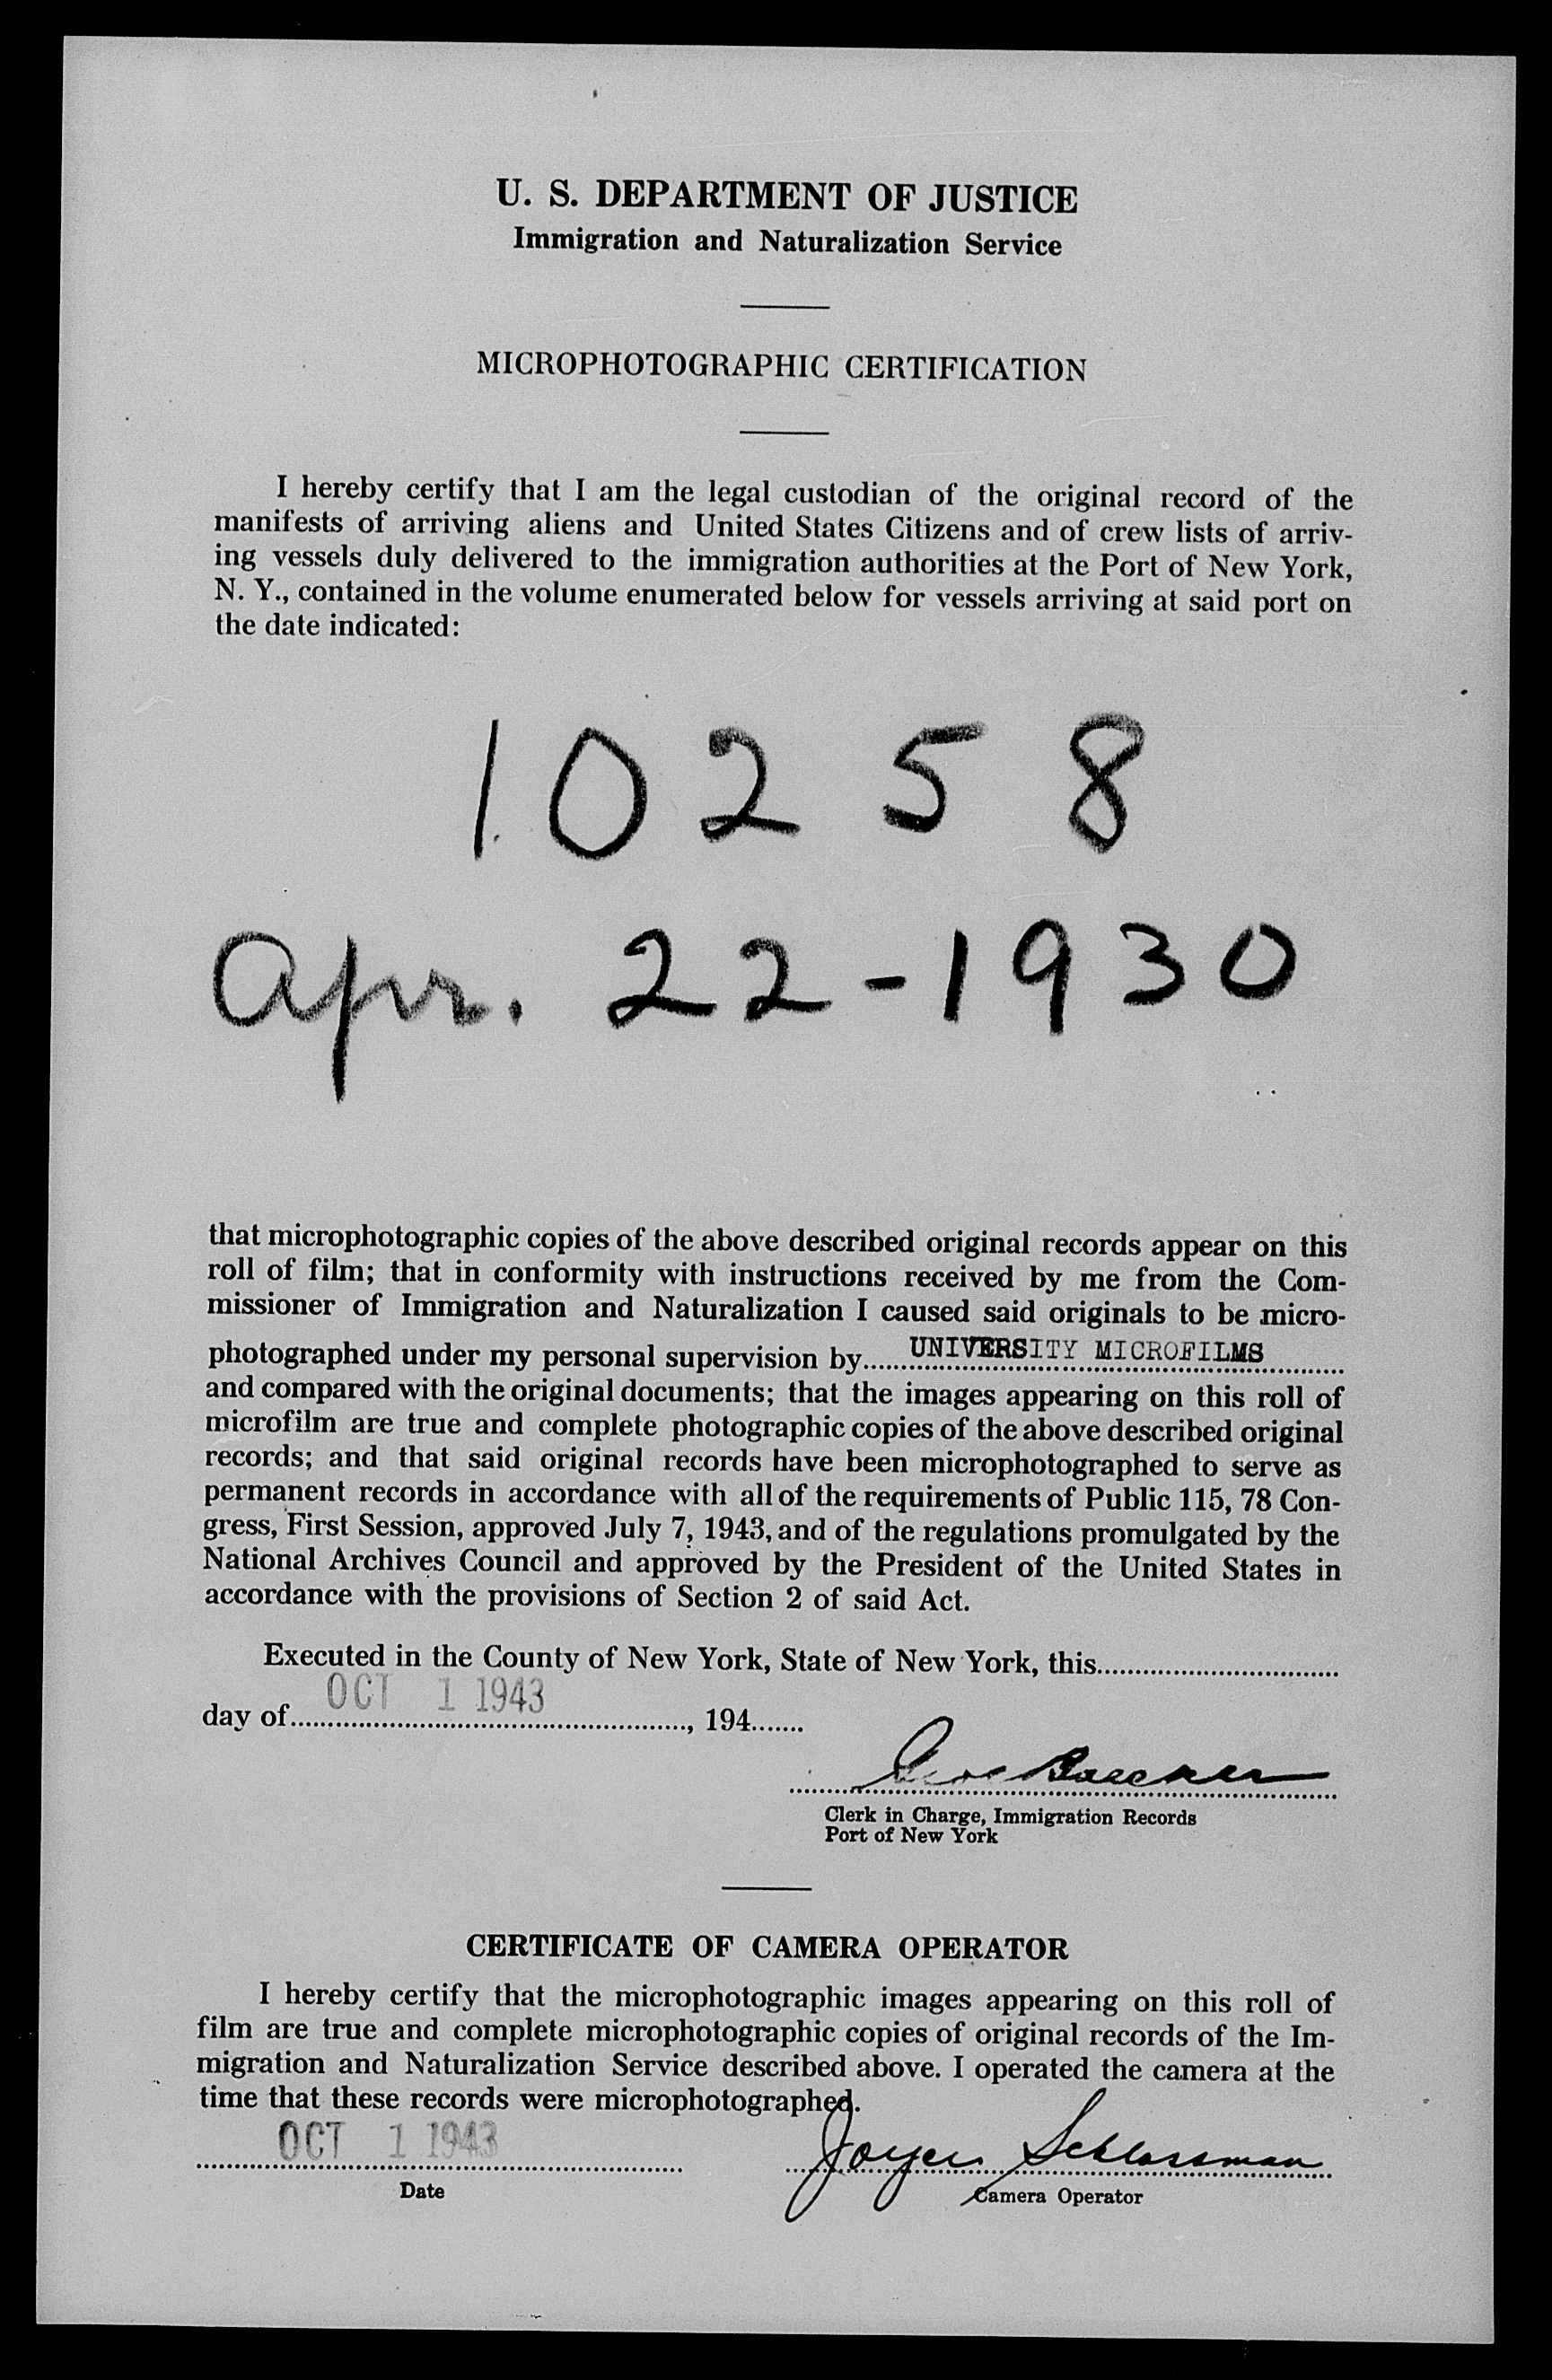 U. S. DEPARTMENT OF JUSTICE
Immigration and Naturalization Service
MICROPHOTOGRAPHIC CERTIFICATION
I hereby certify that I am the legal custodian of the original record of the
manifests of arriving aliens and United States Citizens and of crew lists of arriv-
ing vessels duly delivered to the immigration authorities at the Port of New York,
N. Y., contained in the volume enumerated below for vessels arriving at said port on
the date indicated:
10258
Apr. 22-1930
that microphotographic copies of the above described original records appear on this
roll of film; that in conformity with instructions received by me from the Com-
missioner of Immigration and Naturalization I caused said originals to be micro-
photographed under my personal supervision by UNIVERSITY MICROFILMS
and compared with the original documents; that the images appearing on this roll of
microfilm are true and complete photographic copies of the above described original
records; and that said original records have been microphotographed to serve as
permanent records in accordance with all of the requirements of Public 115, 78 Con-
gress, First Session, approved July 7, 1943, and of the regulations promulgated by the
National Archives Council and approved by the President of the United States in
accordance with the provisions of Section 2 of said Act.
Executed in the County of New York, State of New York, this
day of OCT 1 1943, 194
Clerk in Charge, Immigration Records
Port of New York
CERTIFICATE OF CAMERA OPERATOR
I hereby certify that the microphotographic images appearing on this roll of
film are true and complete microphotographic copies of original records of the Im-
migration and Naturalization Service described above. I operated the camera at the
time that these records were microphotographed.
OCT 1 1943 Schlossman
Date Camera Operator